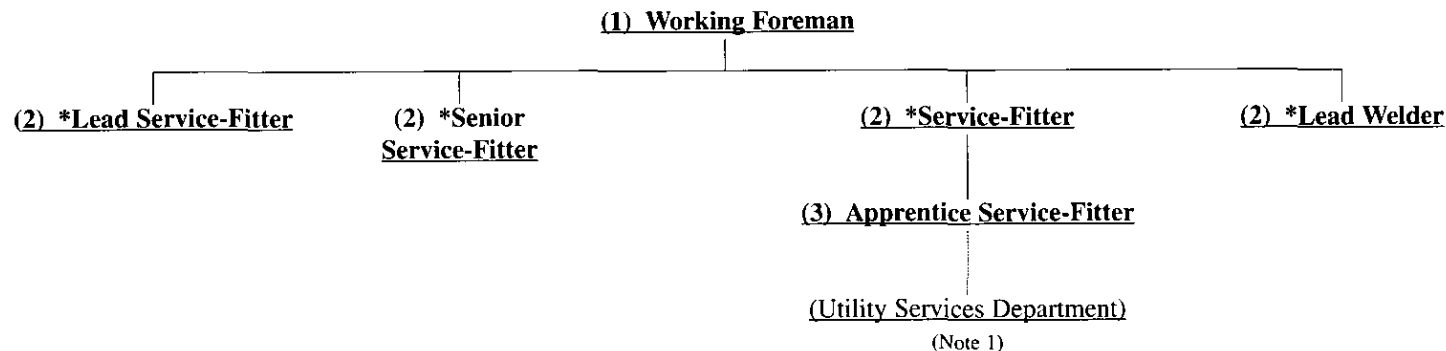 (1) Working Foreman
(2) *Lead Service-Fitter
(2) *Senior
Service-Fitter
(2) *Service-Fitter
(2) *Lead Welder
(3) Apprentice Service-Fitter
(Utility Services Department)
(Note 1)